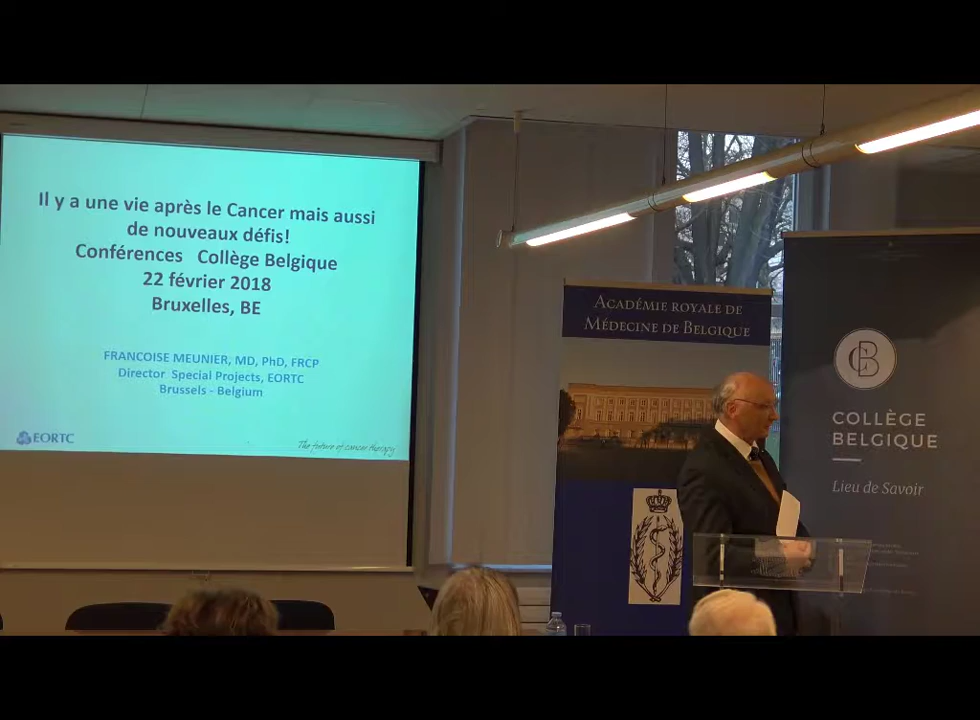 Il y a une vie après le Cancer mais aussi
de nouveaux défis!
Conférences Collège Belgique
22 février 2018
Bruxelles, BE
FRANCOISE MEUNIER, MD, PhD, FRCP
Director Special Projects, EORTC
Brussels - Belgium
EORTC
The future of cancer therapy
ACADÉMIE ROYALE DE
MÉDECINE DE BELGIQUE
CB
COLLÈGE
BELGIQUE
Lieu de Savoir